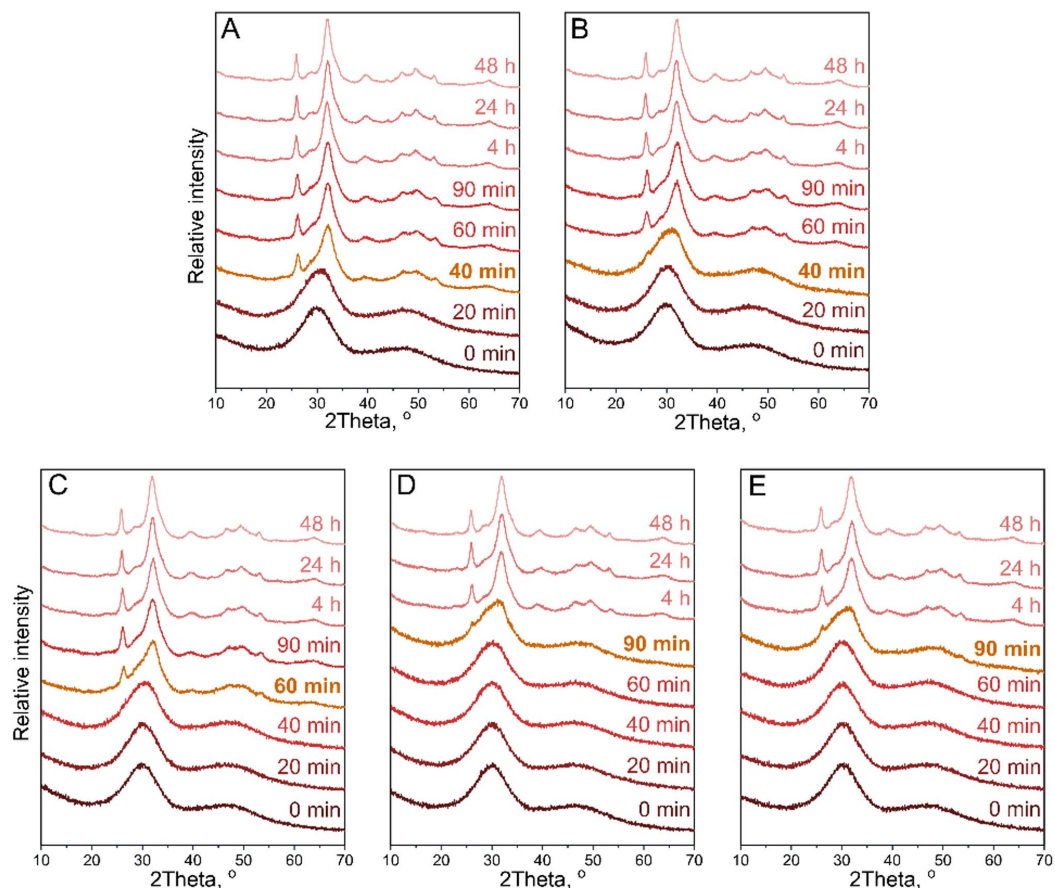 A
48 h
24 h
4 h
90 min
60 min
40 min
20 min
0 min
Relative intensity
10 20 30 40 50 60 70
2Theta, °
B
48 h
24 h
4 h
90 min
60 min
40 min
20 min
0 min
10 20 30 40 50 60 70
2Theta, °
C
48 h
24 h
4 h
90 min
60 min
40 min
20 min
0 min
Relative intensity
10 20 30 40 50 60 70
2Theta, °
D
48 h
24 h
4 h
90 min
60 min
40 min
20 min
0 min
10 20 30 40 50 60 70
2Theta, °
E
48 h
24 h
4 h
90 min
60 min
40 min
20 min
0 min
10 20 30 40 50 60 70
2Theta, °